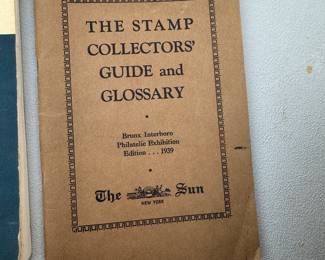 THE STAMP
COLLECTORS'
GUIDE and
GLOSSARY
Bronx Interboro
Philatelic Exhibition
Edition . . . 1939
The Sun
NEW YORK